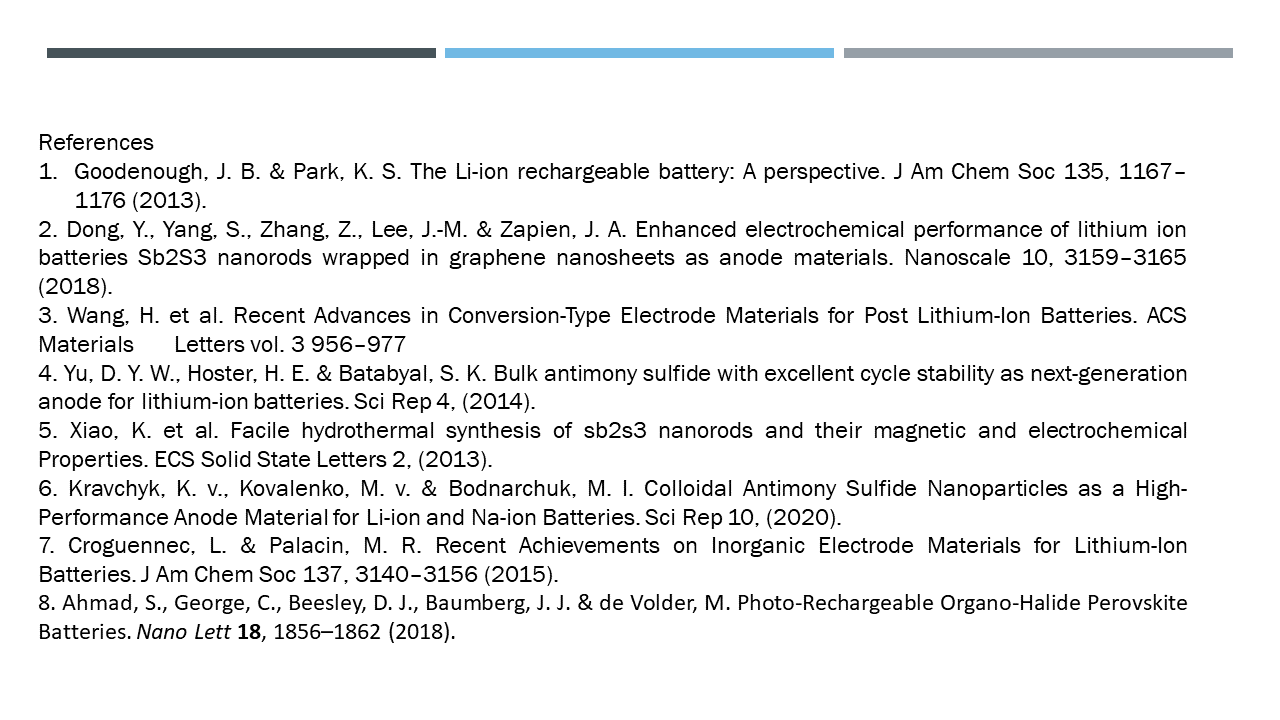 References
1. Goodenough, J. B. & Park, K. S. The Li-ion rechargeable battery: A perspective. J Am Chem Soc 135, 1167–
1176 (2013).
2. Dong, Y., Yang, S., Zhang, Z., Lee, J.-M. & Zapien, J. A. Enhanced electrochemical performance of lithium ion
batteries Sb2S3 nanorods wrapped in graphene nanosheets as anode materials. Nanoscale 10, 3159–3165
(2018).
3. Wang, H. et al. Recent Advances in Conversion-Type Electrode Materials for Post Lithium-Ion Batteries. ACS
Materials Letters vol. 3 956–977
4. Yu, D. Y. W., Hoster, H. E. & Batabyal, S. K. Bulk antimony sulfide with excellent cycle stability as next-generation
anode for lithium-ion batteries. Sci Rep 4, (2014).
5. Xiao, K. et al. Facile hydrothermal synthesis of sb2s3 nanorods and their magnetic and electrochemical
Properties. ECS Solid State Letters 2, (2013).
6. Kravchyk, K. v., Kovalenko, M. v. & Bodnarchuk, M. I. Colloidal Antimony Sulfide Nanoparticles as a High-
Performance Anode Material for Li-ion and Na-ion Batteries. Sci Rep 10, (2020).
7. Croguennec, L. & Palacin, M. R. Recent Achievements on Inorganic Electrode Materials for Lithium-Ion
Batteries. J Am Chem Soc 137, 3140–3156 (2015).
8. Ahmad, S., George, C., Beesley, D. J., Baumberg, J. J. & de Volder, M. Photo-Rechargeable Organo-Halide Perovskite
Batteries. Nano Lett 18, 1856–1862 (2018).